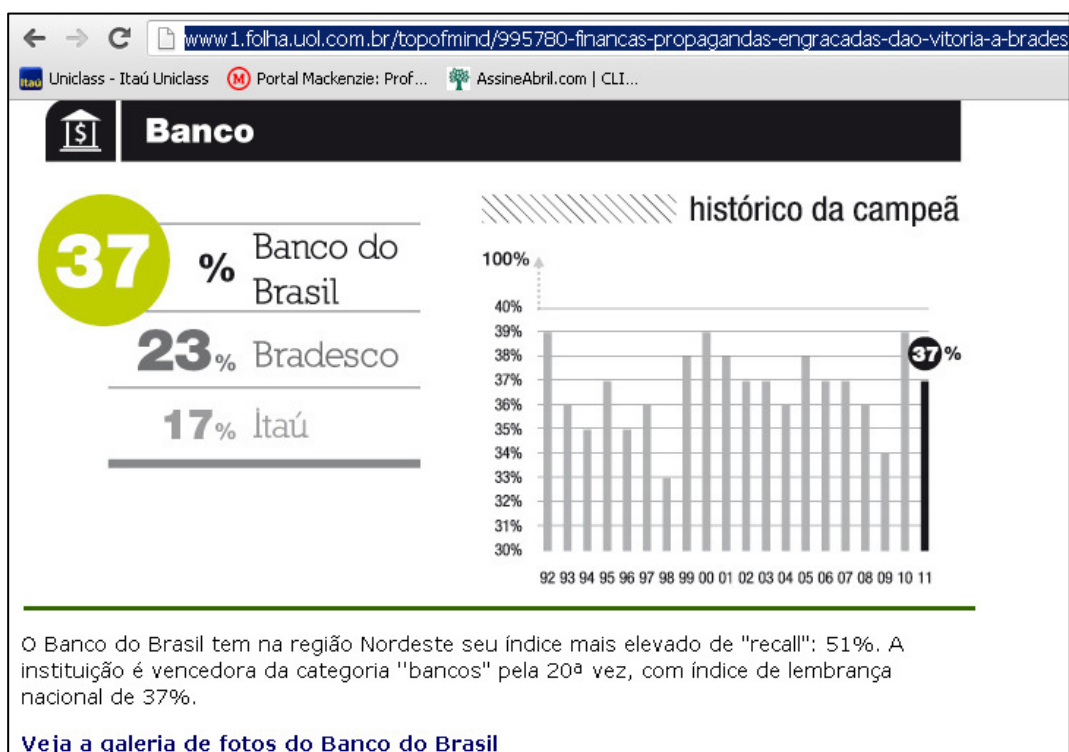 www1.folha.uol.com.br/topofmind/995780-financas-propagandas-engracadas-dao-vitoria-a-brades
Itaú Uniclass - Itaú Uniclass M Portal Mackenzie: Prof... AssineAbril.com | CLI...
$ Banco
37 % Banco do Brasil
23% Bradesco
17% Itaú
histórico da campeã
100%
40%
39%
38%
37%
36%
35%
34%
33%
32%
31%
30%
37%
92 93 94 95 96 97 98 99 00 01 02 03 04 05 06 07 08 09 10 11
O Banco do Brasil tem na região Nordeste seu índice mais elevado de "recall": 51%. A
instituição é vencedora da categoria "bancos" pela 20ª vez, com índice de lembrança
nacional de 37%.
Veja a galeria de fotos do Banco do Brasil